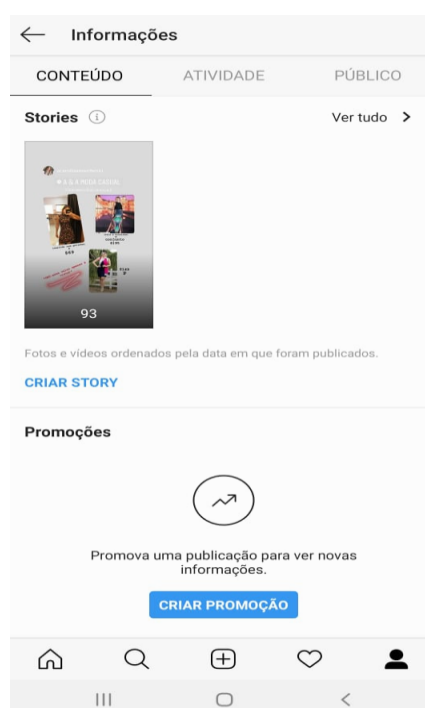 Informações
CONTEÚDO ATIVIDADE PÚBLICO
Stories
Ver tudo
93
Fotos e vídeos ordenados pela data em que foram publicados.
CRIAR STORY
Promoções
Promova uma publicação para ver novas
informações.
CRIAR PROMOÇÃO